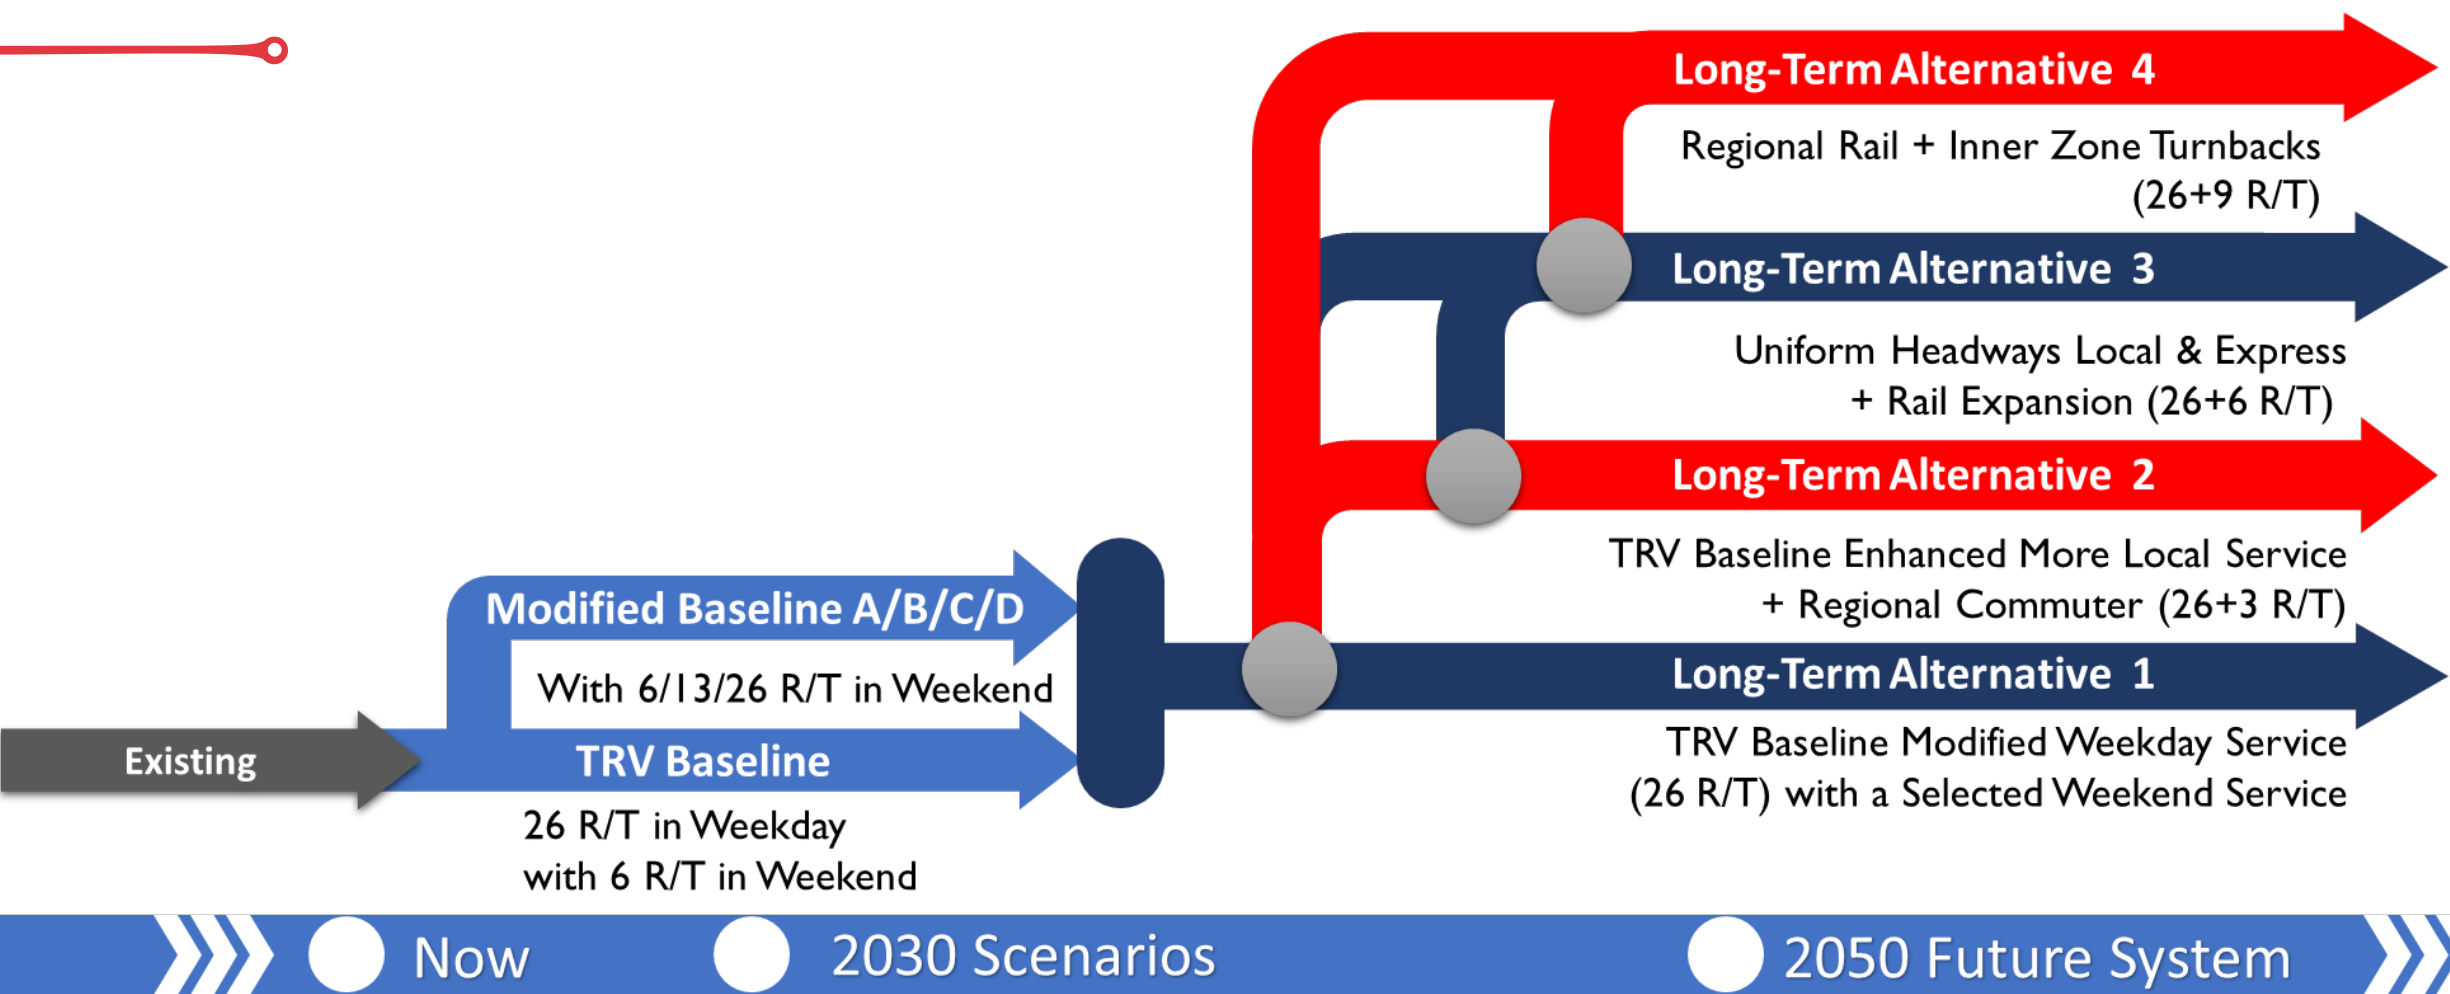 Long-Term Alternative 4
Regional Rail + Inner Zone Turnbacks
(26+9 R/T)
Long-Term Alternative 3
Uniform Headways Local & Express
+ Rail Expansion (26+6 R/T)
Long-Term Alternative 2
TRV Baseline Enhanced More Local Service
+ Regional Commuter (26+3 R/T)
Long-Term Alternative 1
TRV Baseline Modified Weekday Service
(26 R/T) with a Selected Weekend Service
Modified Baseline A/B/C/D
With 6/13/26 R/T in Weekend
Existing
TRV Baseline
26 R/T in Weekday
with 6 R/T in Weekend
Now
2030 Scenarios
2050 Future System